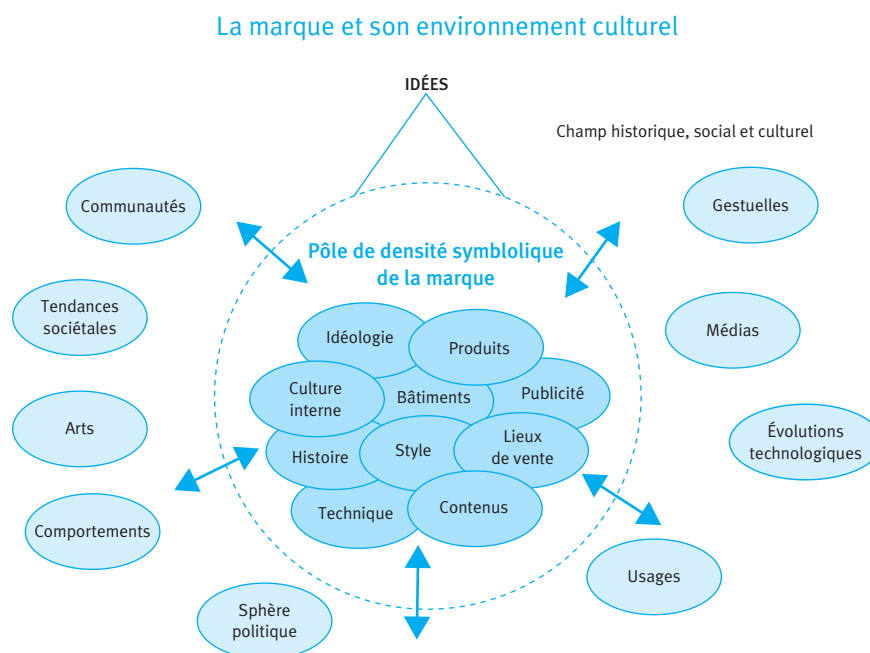 La marque et son environnement culturel
IDÉES
Champ historique, social et culturel
Communautés
Gestuelles
Pôle de densité symblolique
de la marque
Tendances
sociétales
Médias
Idéologie
Produits
Culture
interne
Bâtiments
Publicité
Arts
Histoire
Style
Lieux
de vente
Évolutions
technologiques
Comportements
Technique
Contenus
Usages
Sphère
politique